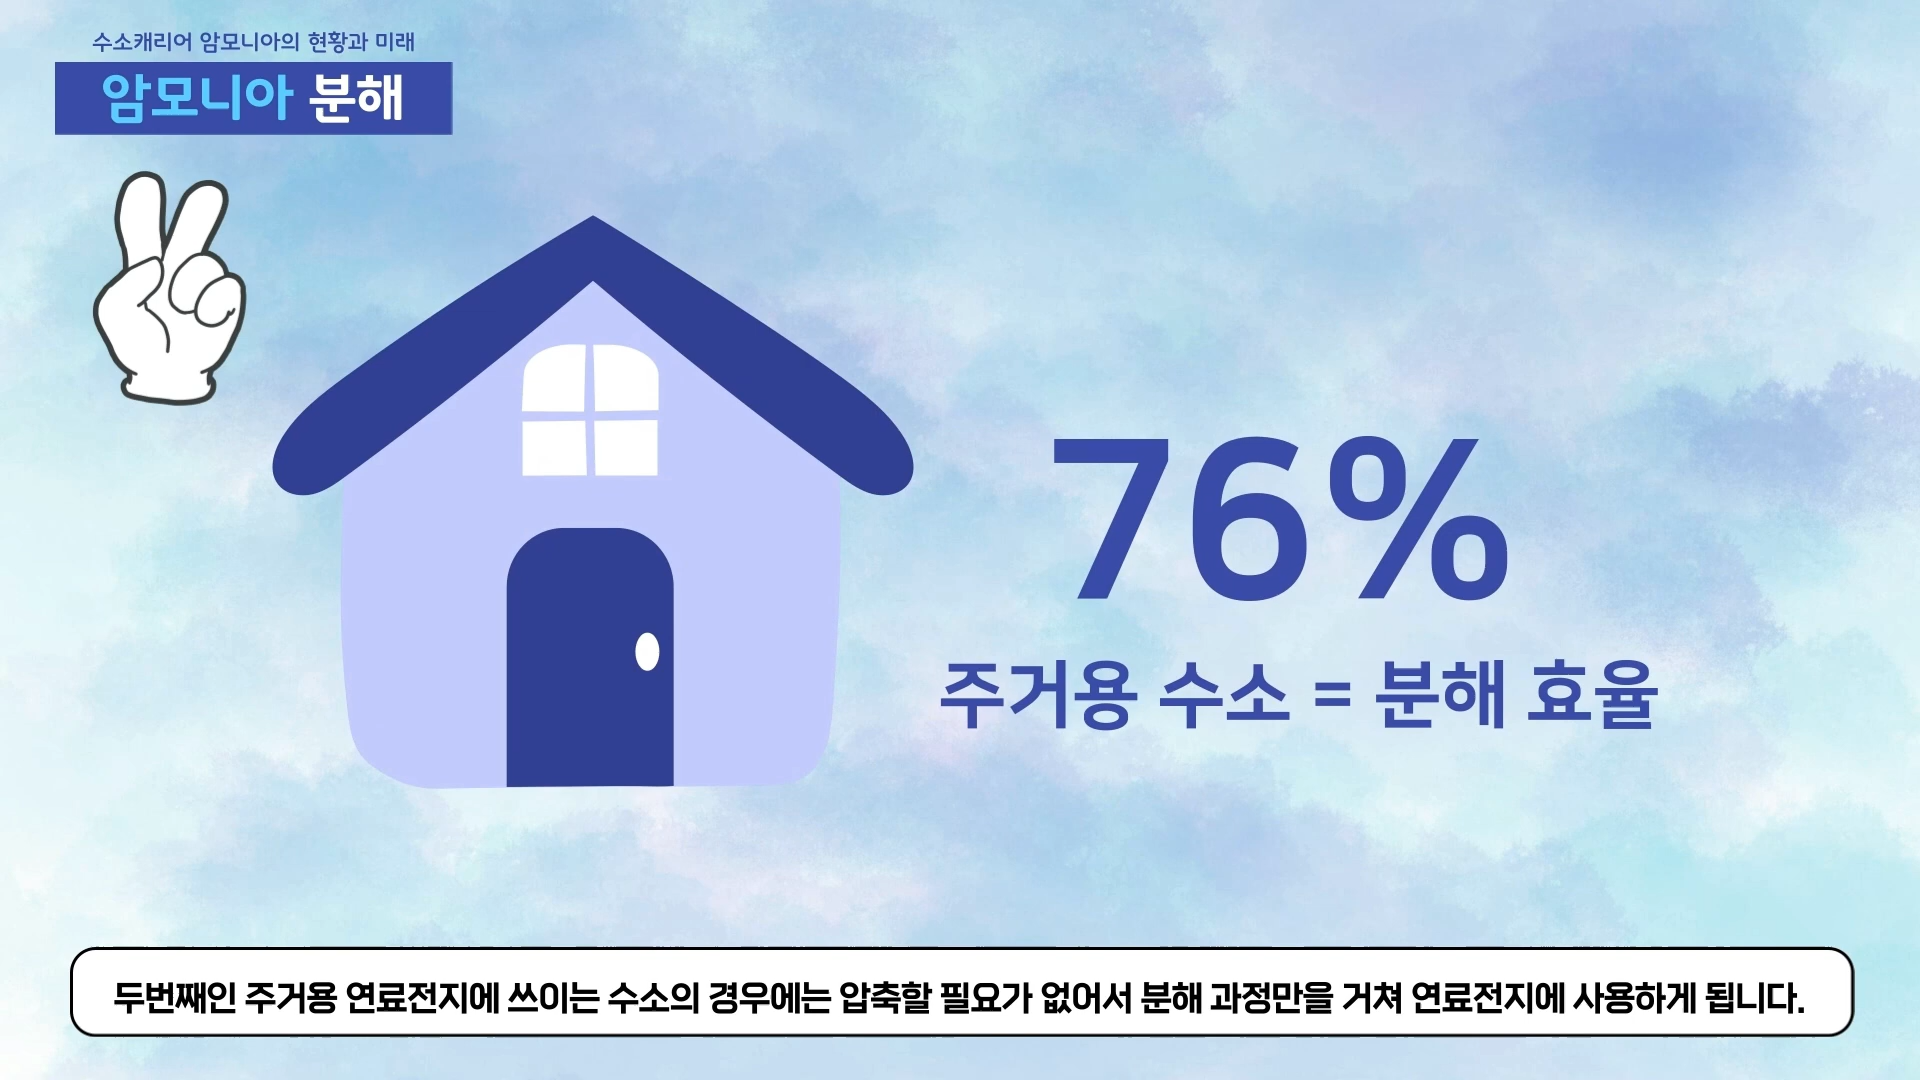 수소캐리어 암모니아의 현황과 미래
암모니아 분해
76%
주거용 수소 = 분해 효율
두번째인 주거용 연료전지에 쓰이는 수소의 경우에는 압축할 필요가 없어서 분해 과정만을 거쳐 연료전지에 사용하게 됩니다.